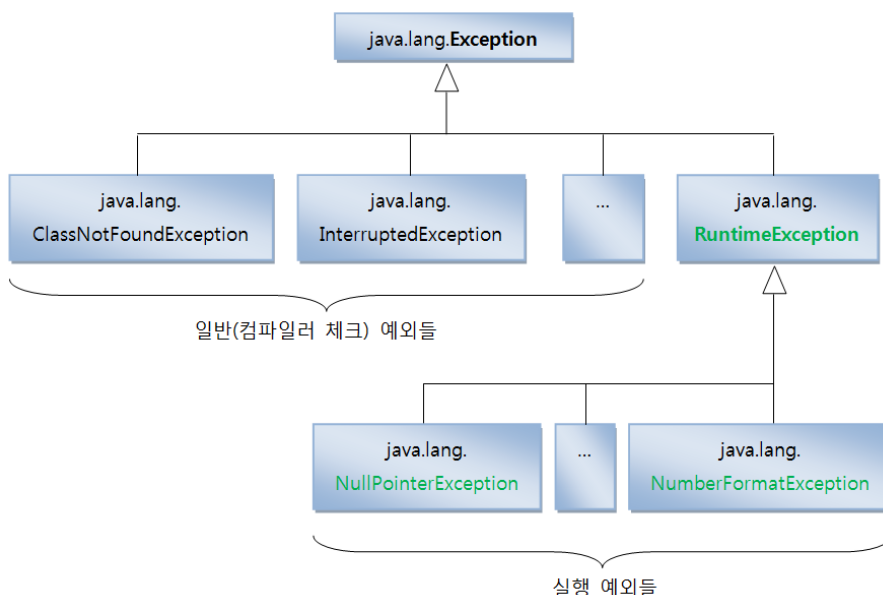 java.lang.Exception
java.lang.
ClassNotFoundException
java.lang.
InterruptedException
...
java.lang.
RuntimeException
일반(컴파일러 체크) 예외들
java.lang.
NullPointerException
...
java.lang.
NumberFormatException
실행 예외들